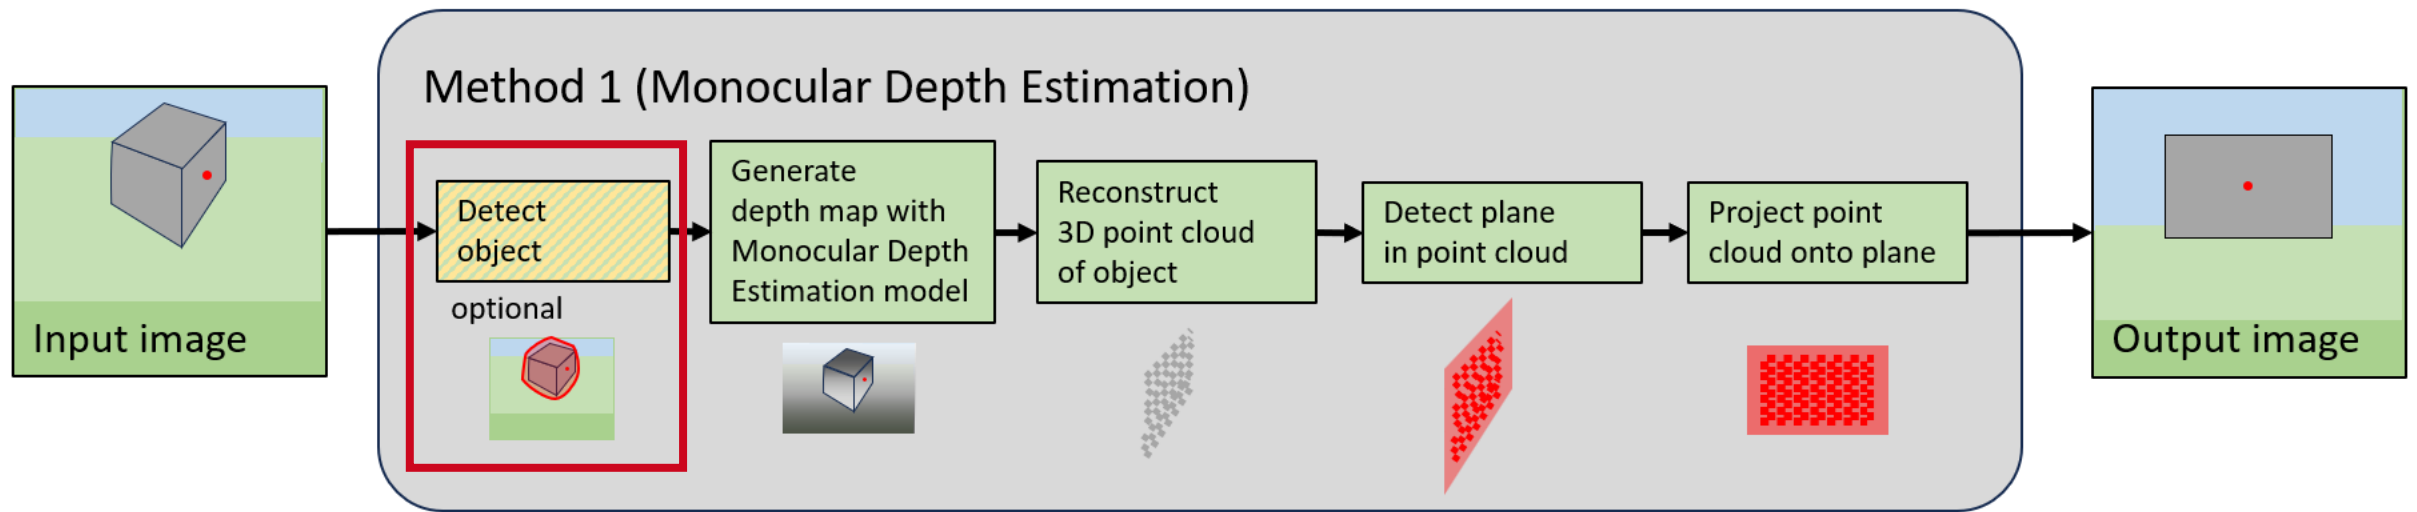 Method 1 (Monocular Depth Estimation)
Input image
Detect
object
optional
Generate
depth map with
Monocular Depth
Estimation model
Reconstruct
3D point cloud
of object
Detect plane
in point cloud
Project point
cloud onto plane
Output image